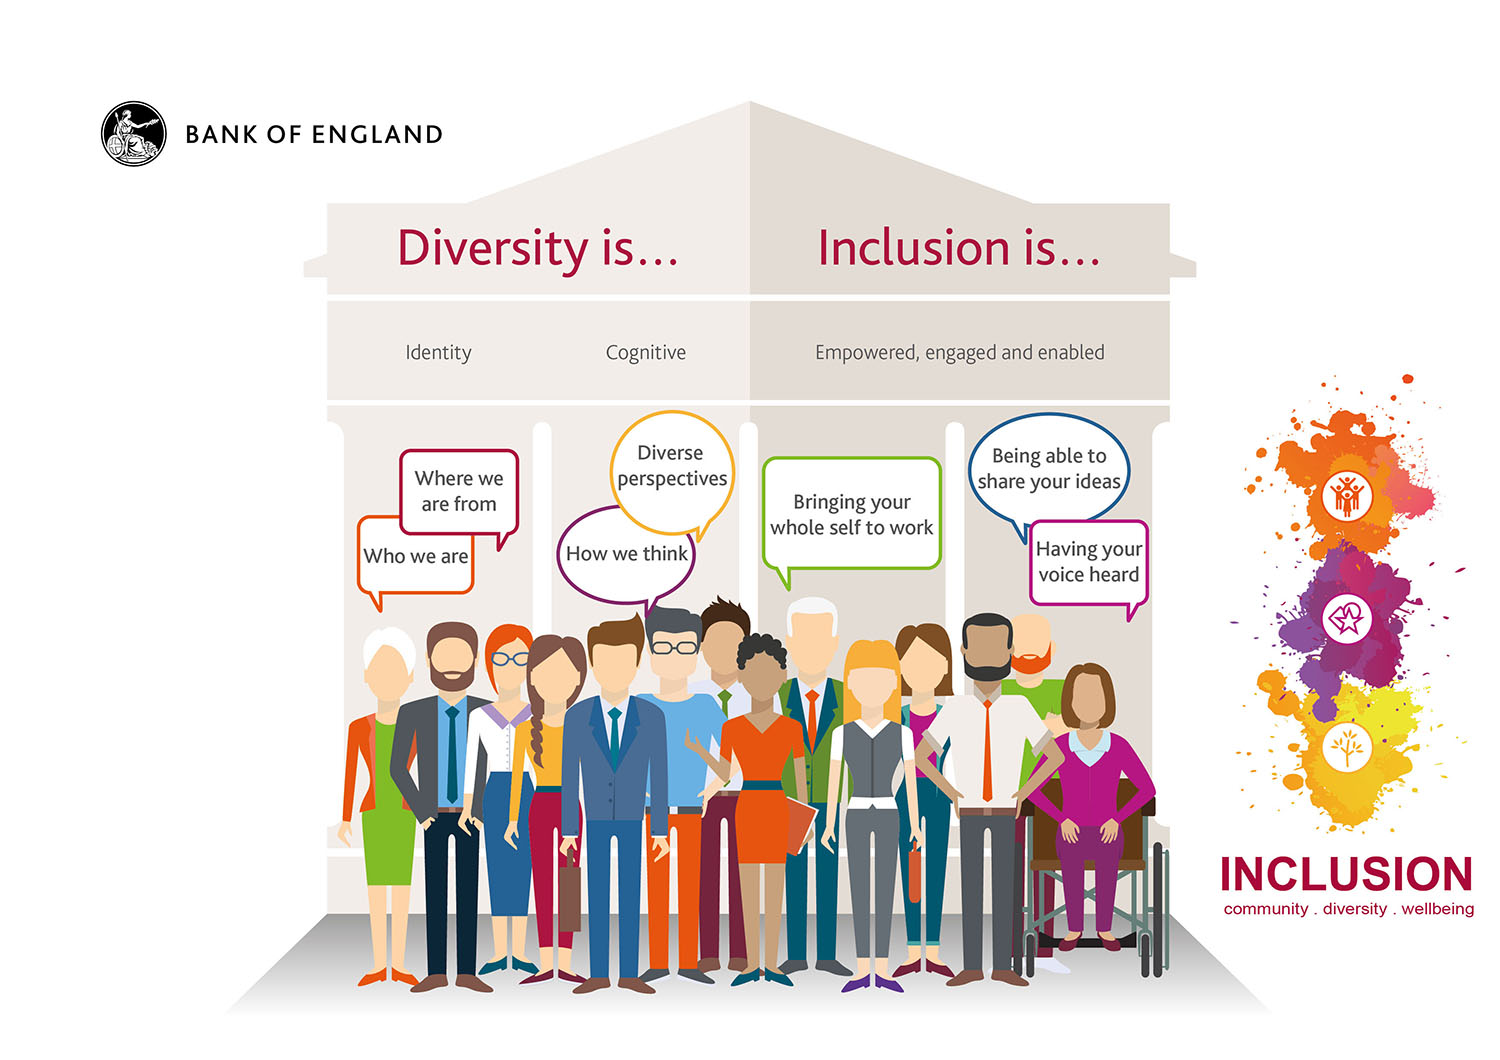 BANK OF ENGLAND
Diversity is...
Inclusion is...
Identity
Cognitive
Empowered, engaged and enabled
Where we
are from
Who we are
Diverse
perspectives
How we think
Bringing your
whole self to work
Being able to
share your ideas
Having your
voice heard
INCLUSION
community . diversity . wellbeing